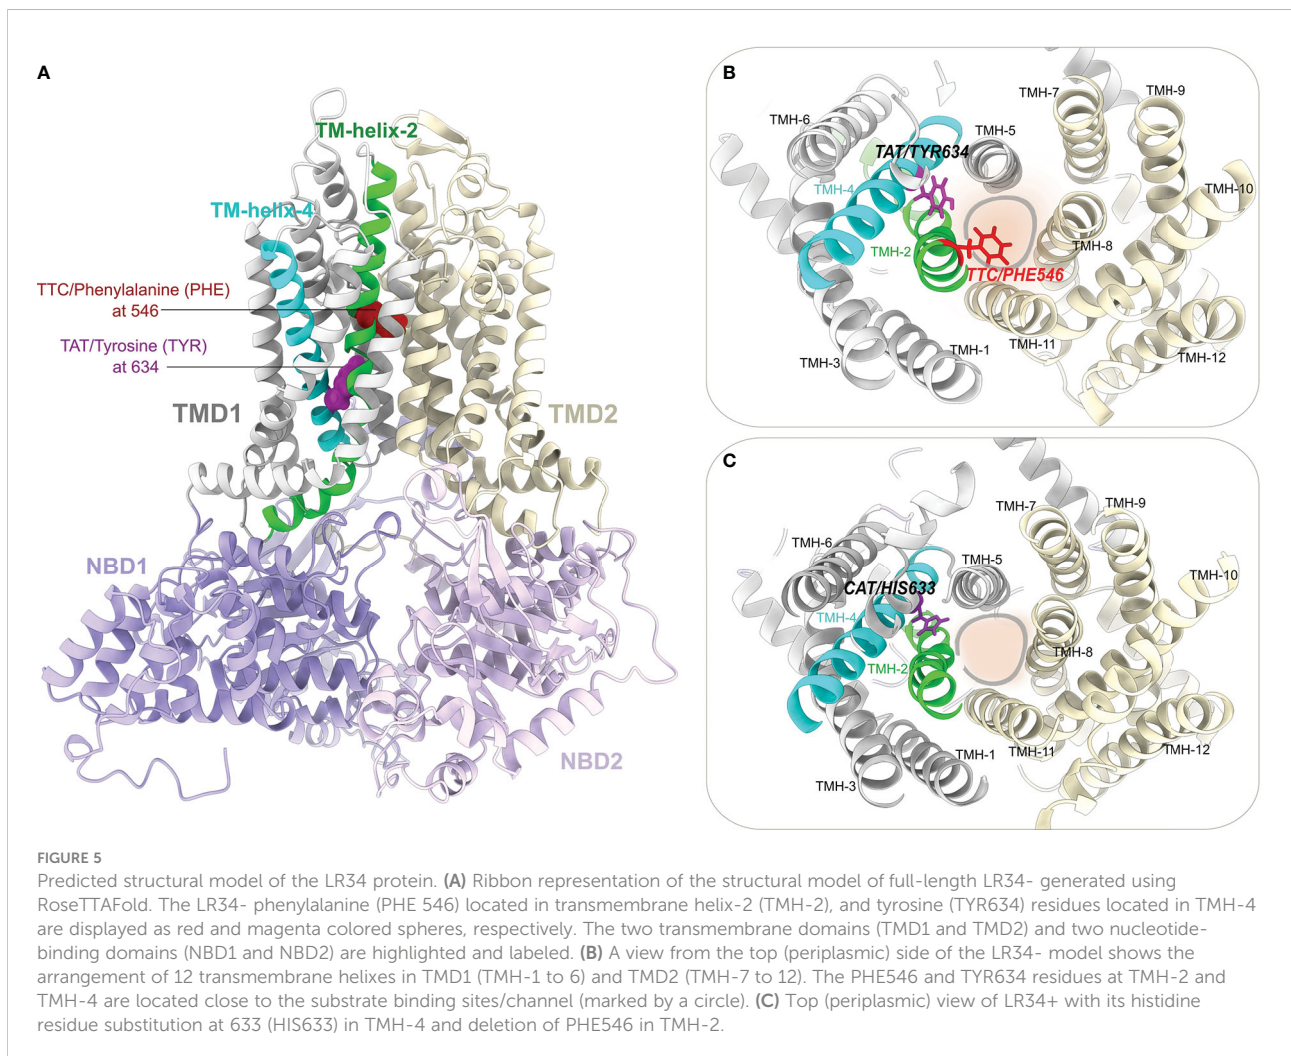 A
TM-helix-2
TM-helix-4
TTC/Phenylalanine (PHE)
at 546
TAT/Tyrosine (TYR)
at 634
TMD1
TMD2
NBD1
NBD2
B
TMH-7
TMH-9
TMH-6
TMH-5
TAT/TYR634
TMH-4
TMH-10
TMH-2
TMH-8
TTC/PHE546
TMH-3
TMH-1
TMH-11
TMH-12
C
TMH-7
TMH-9
TMH-6
TMH-5
TMH-10
CAT/HIS633
TMH-4
TMH-8
TMH-2
TMH-1
TMH-11
TMH-12
TMH-3
FIGURE 5
Predicted structural model of the LR34 protein. (A) Ribbon representation of the structural model of full-length LR34- generated using
RoseTTAFold. The LR34- phenylalanine (PHE 546) located in transmembrane helix-2 (TMH-2), and tyrosine (TYR634) residues located in TMH-4
are displayed as red and magenta colored spheres, respectively. The two transmembrane domains (TMD1 and TMD2) and two nucleotide-
binding domains (NBD1 and NBD2) are highlighted and labeled. (B) A view from the top (periplasmic) side of the LR34- model shows the
arrangement of 12 transmembrane helixes in TMD1 (TMH-1 to 6) and TMD2 (TMH-7 to 12). The PHE546 and TYR634 residues at TMH-2 and
TMH-4 are located close to the substrate binding sites/channel (marked by a circle). (C) Top (periplasmic) view of LR34+ with its histidine
residue substitution at 633 (HIS633) in TMH-4 and deletion of PHE546 in TMH-2.